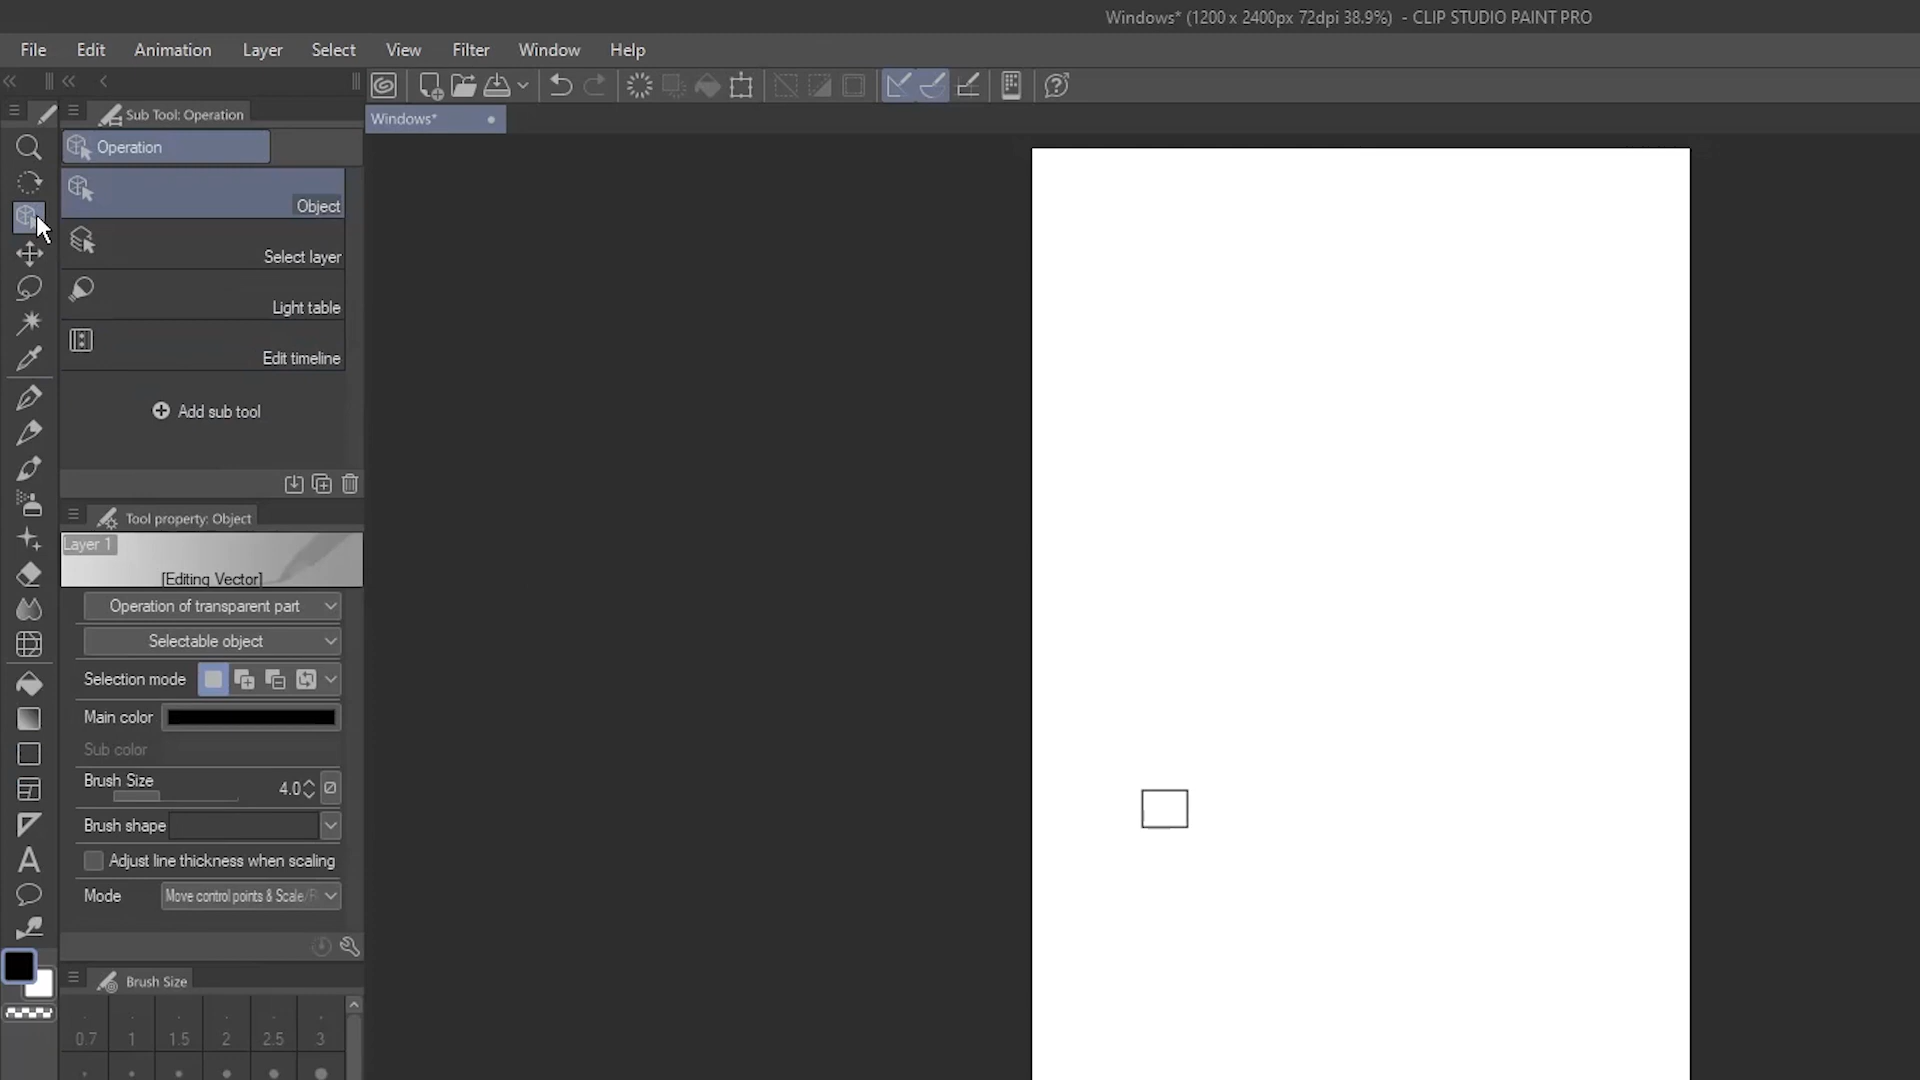 Windows* (1200 x 2400px 72dpi 38.9%) - CLIP STUDIO PAINT PRO
File Edit Animation Layer Select View Filter Window Help
Sub Tool: Operation
Windows*
Operation
Object
Select layer
Light table
Edit timeline
Add sub tool
Tool property: Object
Layer 1
[Editing Vector]
Operation of transparent part
Selectable object
Selection mode
Main color
Sub color
Brush Size 4.0
Brush shape
Adjust line thickness when scaling
Mode Move control points & Scale/R
Brush Size
0.7 1 1.5 2 2.5 3